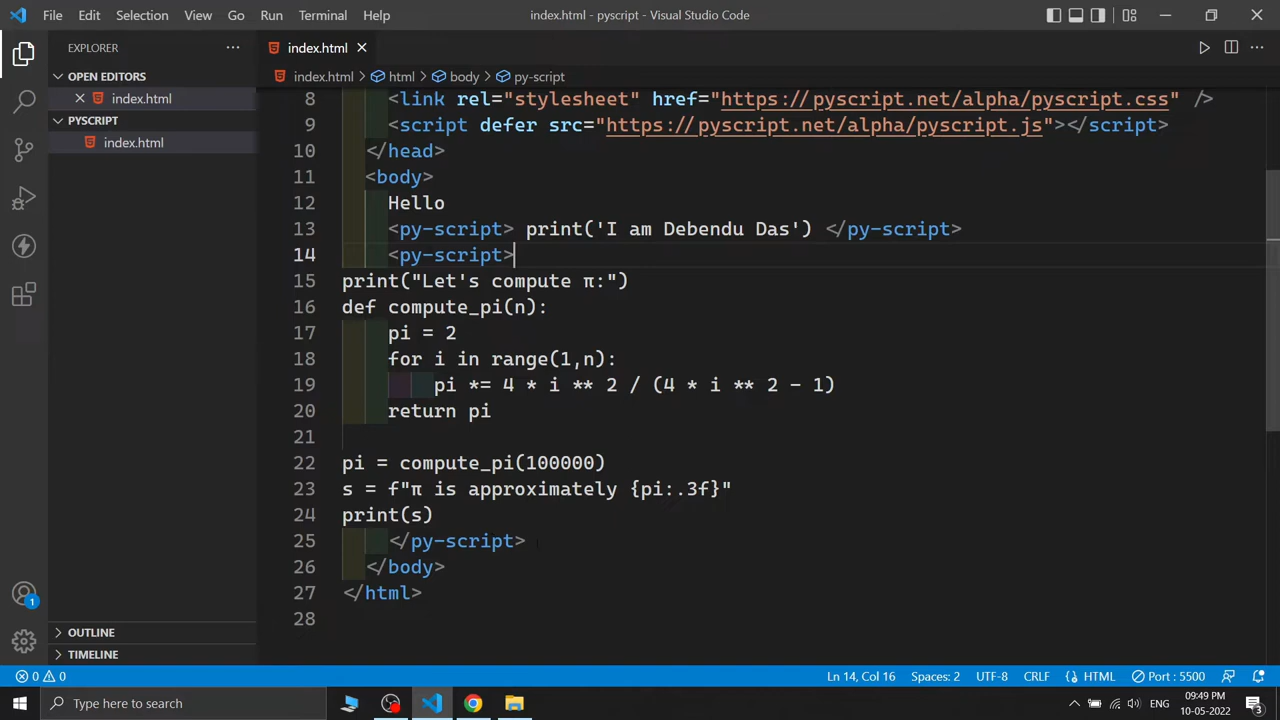 File Edit Selection View Go Run Terminal Help index.html - pyscript - Visual Studio Code
EXPLORER
OPEN EDITORS
index.html
PYSCRIPT
index.html
OUTLINE
TIMELINE
index.html
index.html > html > body > py-script
8 <link rel="stylesheet" href="https://pyscript.net/alpha/pyscript.css" />
9 <script defer src="https://pyscript.net/alpha/pyscript.js"></script>
10 </head>
11 <body>
12 Hello
13 <py-script> print('I am Debendu Das') </py-script>
14 <py-script>
15 print("Let's compute π:")
16 def compute_pi(n):
17 pi = 2
18 for i in range(1,n):
19 pi *= 4 * i ** 2 / (4 * i ** 2 - 1)
20 return pi
21
22 pi = compute_pi(100000)
23 s = f"π is approximately {pi:.3f}"
24 print(s)
25 </py-script>
26 </body>
27 </html>
28
1
0 0 Ln 14, Col 16 Spaces: 2 UTF-8 CRLF HTML Port : 5500
Type here to search
ENG
09:49 PM
10-05-2022
3